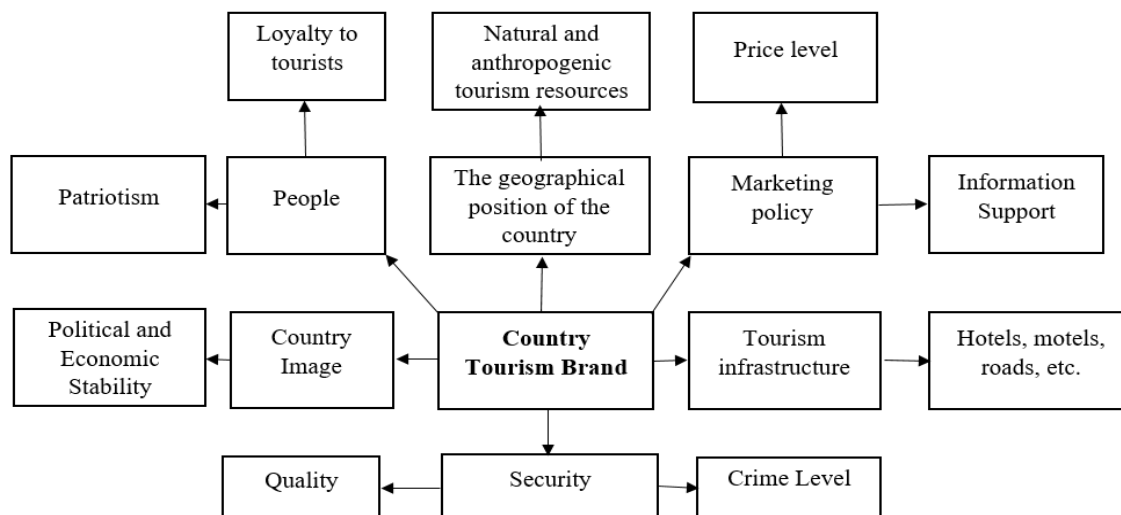 Loyalty to
tourists
Natural and
anthropogenic
tourism resources
Price level
Patriotism
People
The geographical
position of the
country
Marketing
policy
Information
Support
Political and
Economic
Stability
Country
Image
Country
Tourism Brand
Tourism
infrastructure
Hotels, motels,
roads, etc.
Quality
Security
Crime Level